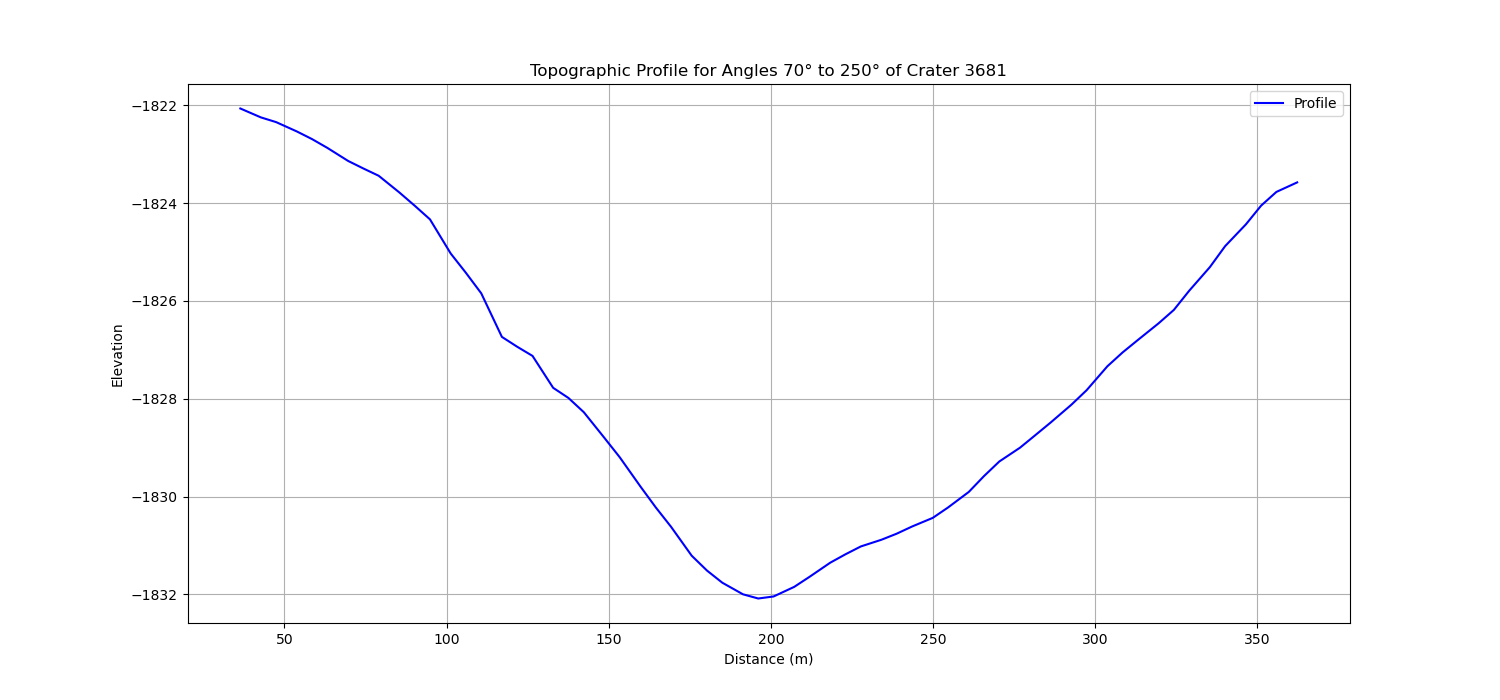 Topographic Profile for Angles 70° to 250° of Crater 3681
Profile
Elevation
−1822
−1824
−1826
−1828
−1830
−1832
50 100 150 200 250 300 350
Distance (m)